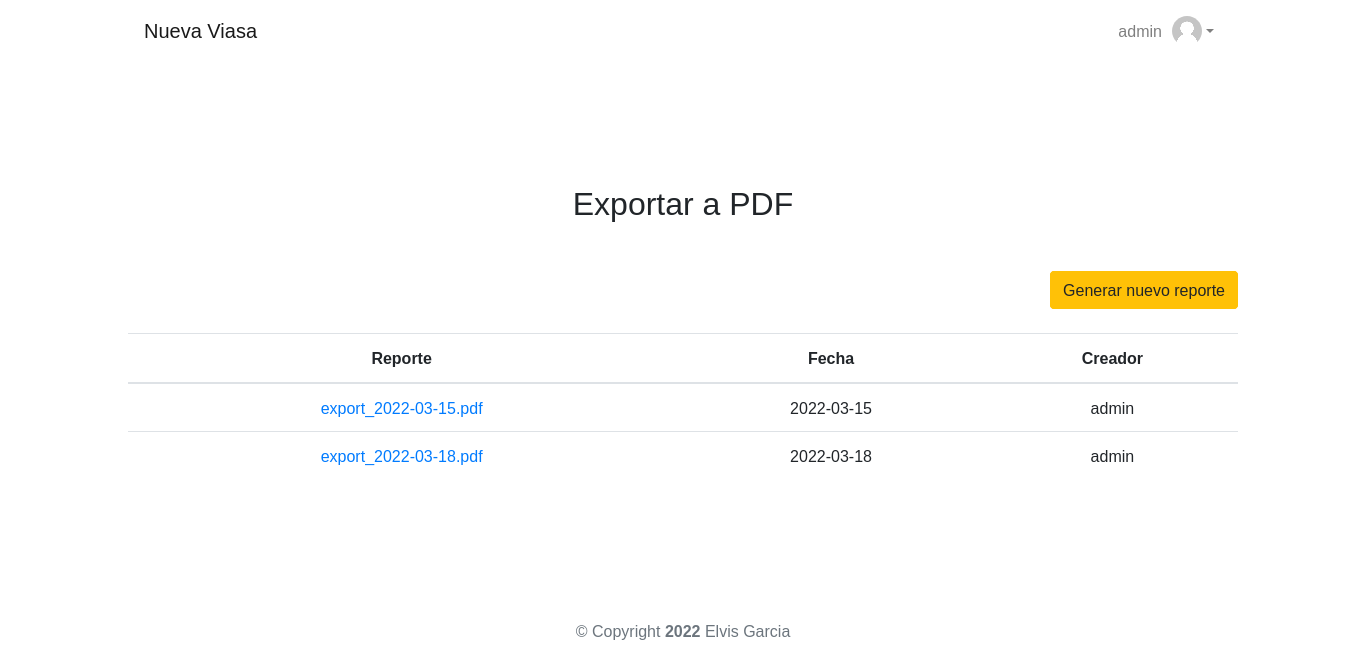 Nueva Viasa
admin
Exportar a PDF
Generar nuevo reporte
Reporte Fecha Creador
export_2022-03-15.pdf 2022-03-15 admin
export_2022-03-18.pdf 2022-03-18 admin
© Copyright 2022 Elvis Garcia